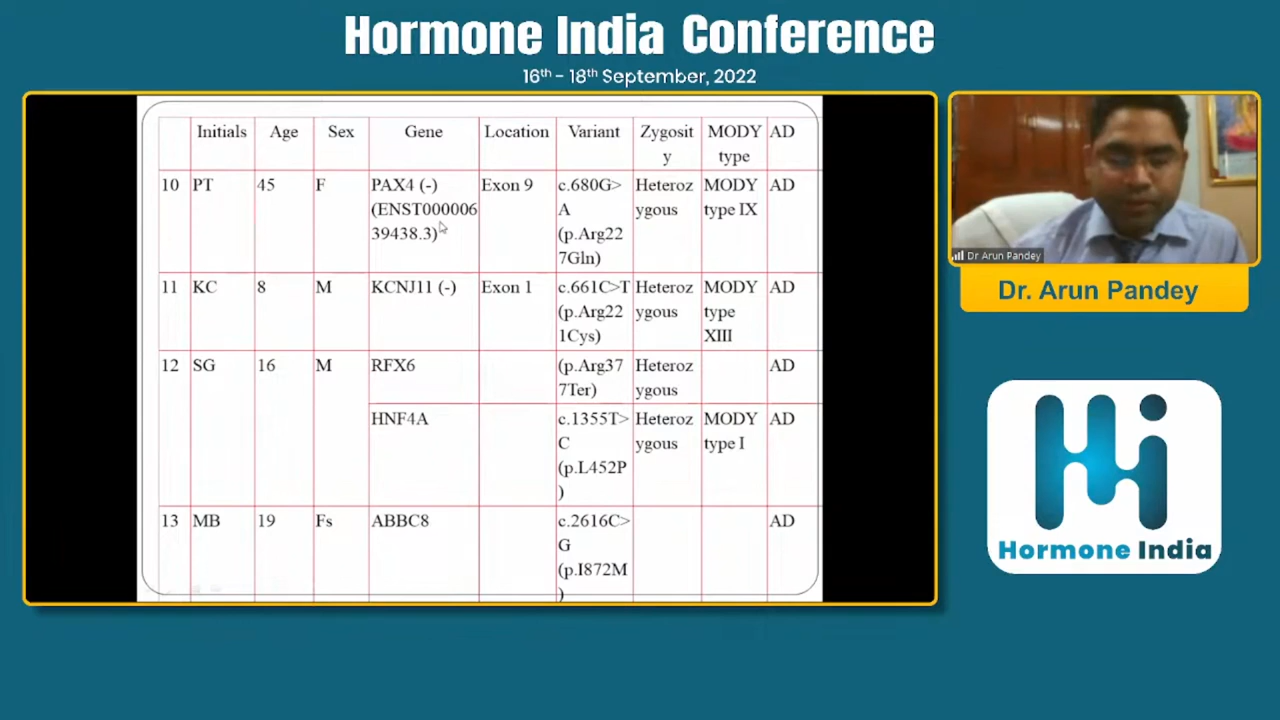 Hormone India Conference
16th - 18th September, 2022
Initials Age Sex Gene Location Variant Zygosit MODY AD
y type
10 PT 45 F PAX4 (-) Exon 9 c.680G> Heteroz MODY AD
(ENST000006 A ygous type IX
39438.3) (p.Arg22
7Gln)
11 KC 8 M KCNJ11 (-) Exon 1 c.661C>T Heteroz MODY AD
(p.Arg22 ygous type
1Cys) XIII
12 SG 16 M RFX6 (p.Arg37 Heteroz AD
7Ter) ygous
HNF4A c.1355T> Heteroz MODY AD
C ygous type I
(p.L452P
)
13 MB 19 Fs ABBC8 c.2616C> AD
G
(p.I872M
)
Dr Arun Pandey
Dr. Arun Pandey
Hormone India